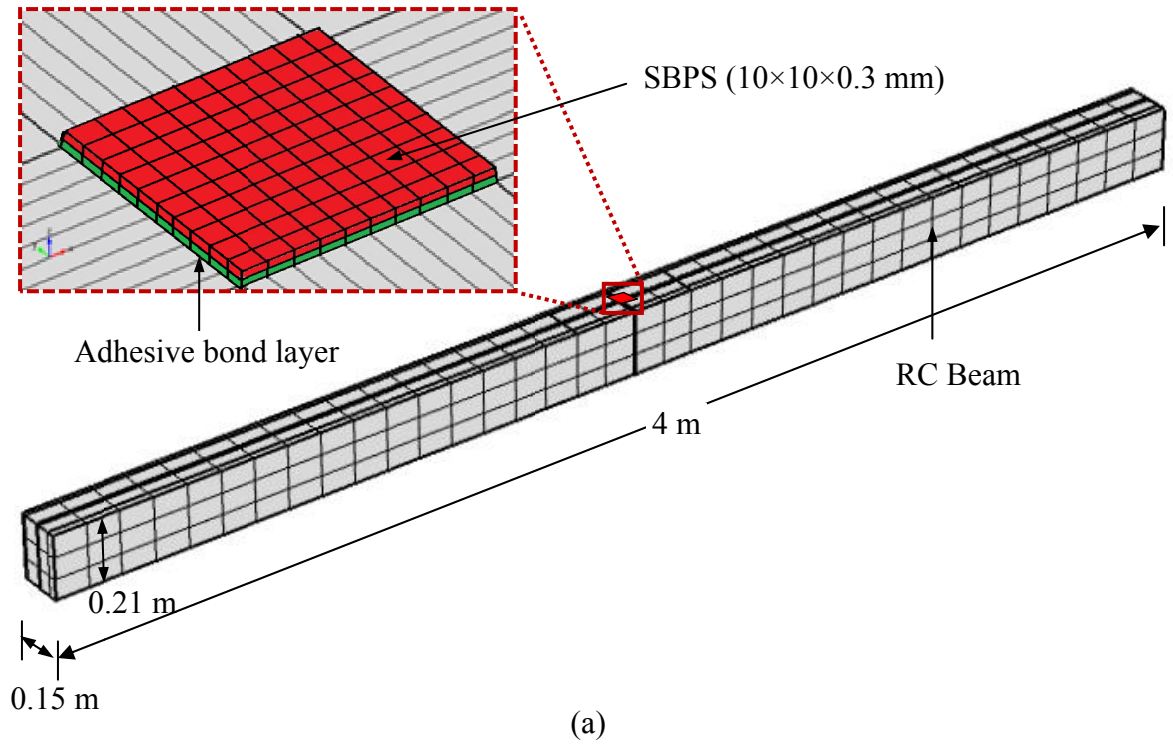 SBPS (10×10×0.3 mm)
Adhesive bond layer
RC Beam
4 m
0.21 m
0.15 m
(a)